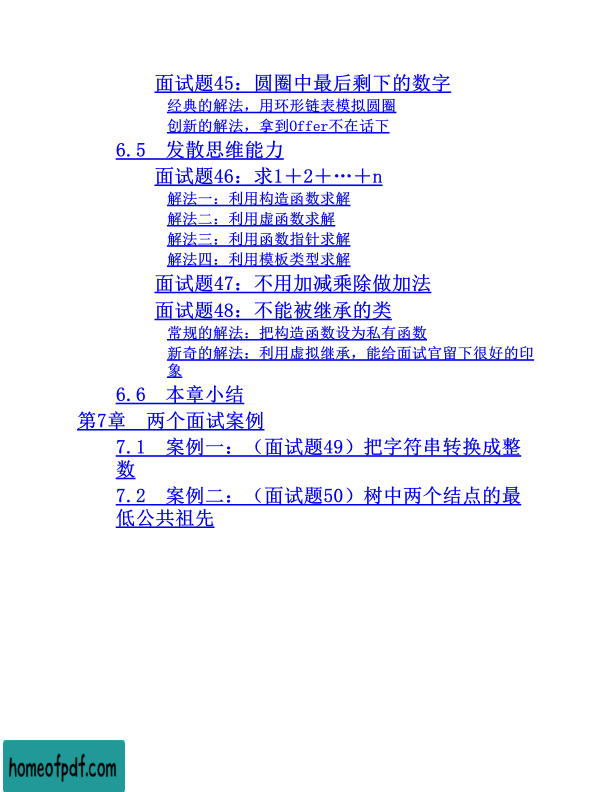 面试题45：圆圈中最后剩下的数字
经典的解法，用环形链表模拟圆圈
创新的解法，拿到Offer不在话下
6.5　发散思维能力
面试题46：求1＋2＋…＋n
解法一：利用构造函数求解
解法二：利用虚函数求解
解法三：利用函数指针求解
解法四：利用模板类型求解
面试题47：不用加减乘除做加法
面试题48：不能被继承的类
常规的解法：把构造函数设为私有函数
新奇的解法：利用虚拟继承，能给面试官留下很好的印
象
6.6　本章小结
第7章　两个面试案例
7.1　案例一：（面试题49）把字符串转换成整
数
7.2　案例二：（面试题50）树中两个结点的最
低公共祖先
homeofpdf.com